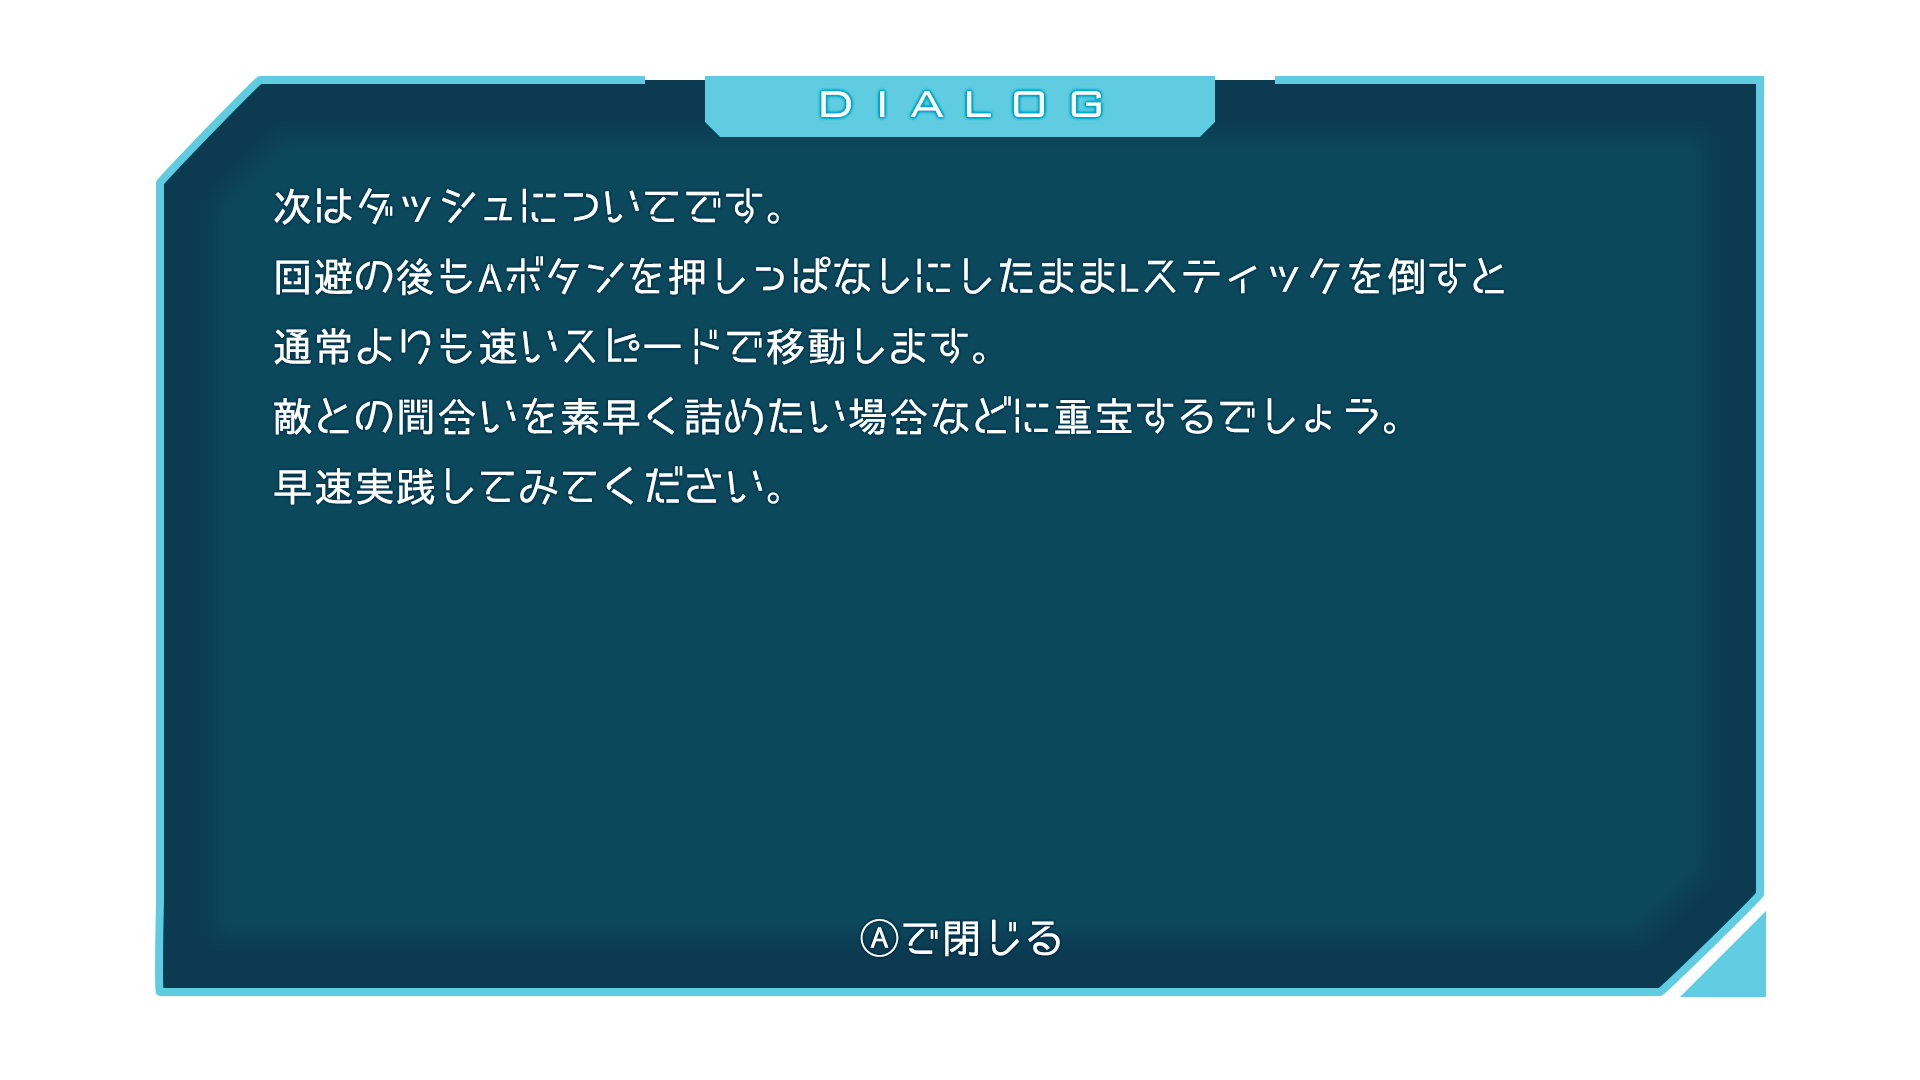 DIALOG
次はダッシュについてです。
回避の後もAボタンを押しっぱなしにしたままLスティックを倒すと
通常よりも速いスピードで移動します。
敵との間合いを素早く詰めたい場合などに重宝するでしょう。
早速実践してみてください。
Ⓐで閉じる